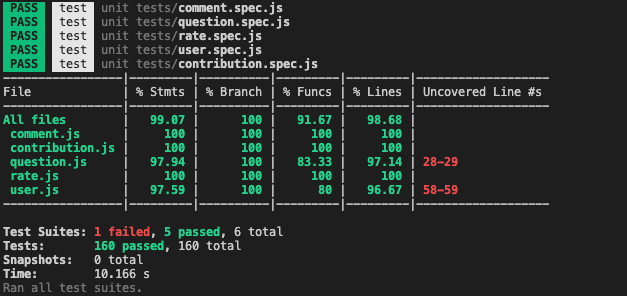 PASS test unit tests/comment.spec.js
PASS test unit tests/question.spec.js
PASS test unit tests/rate.spec.js
PASS test unit tests/user.spec.js
PASS test unit tests/contribution.spec.js
File | % Stmts | % Branch | % Funcs | % Lines | Uncovered Line #s
All files | 99.07 | 100 | 91.67 | 98.68 |
comment.js | 100 | 100 | 100 | 100 |
contribution.js | 100 | 100 | 100 | 100 |
question.js | 97.94 | 100 | 83.33 | 97.14 | 28-29
rate.js | 100 | 100 | 100 | 100 |
user.js | 97.59 | 100 | 80 | 96.67 | 58-59
Test Suites: 1 failed, 5 passed, 6 total
Tests: 160 passed, 160 total
Snapshots: 0 total
Time: 10.166 s
Ran all test suites.